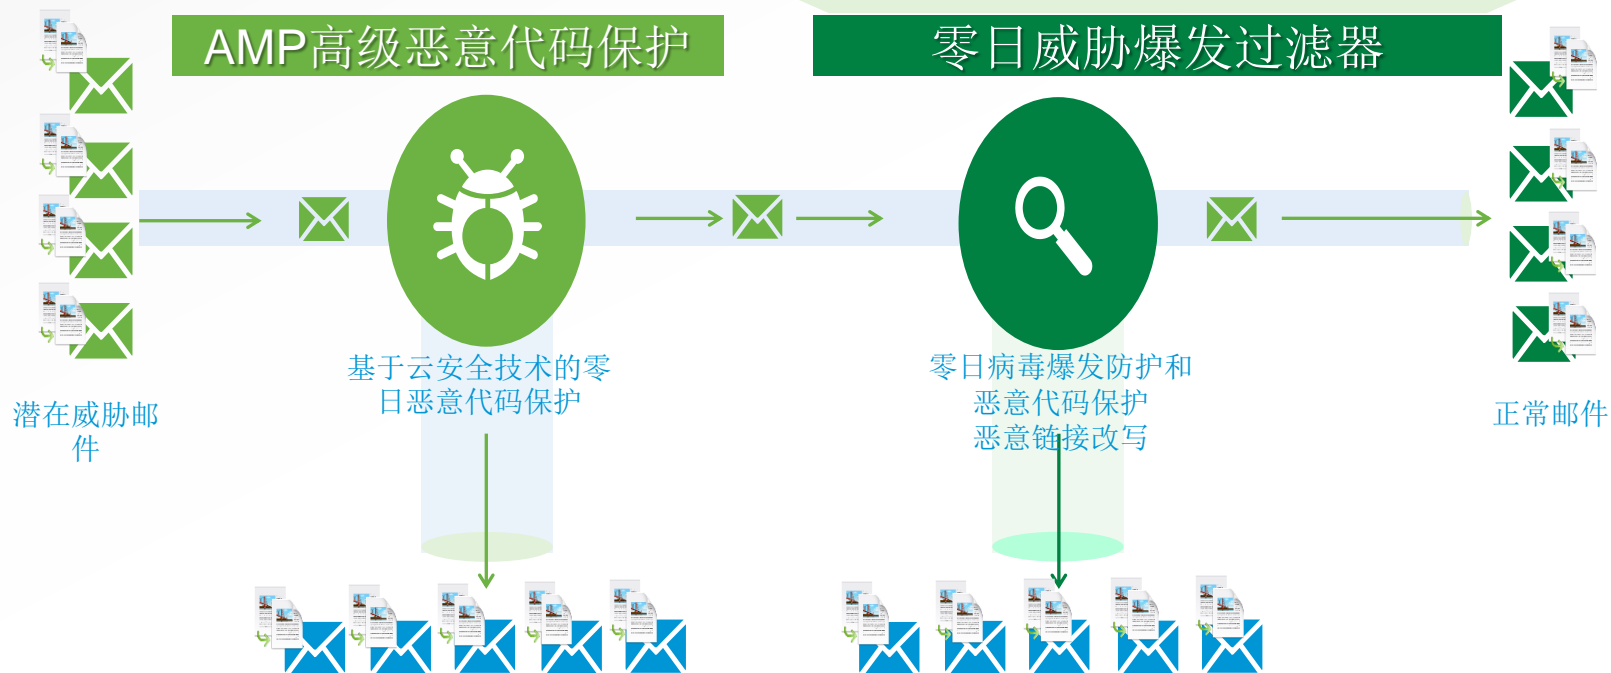 AMP高级恶意代码保护
零日威胁爆发过滤器
基于云安全技术的零
日恶意代码保护
零日病毒爆发防护和
恶意代码保护
恶意链接改写
潜在威胁邮
件
正常邮件